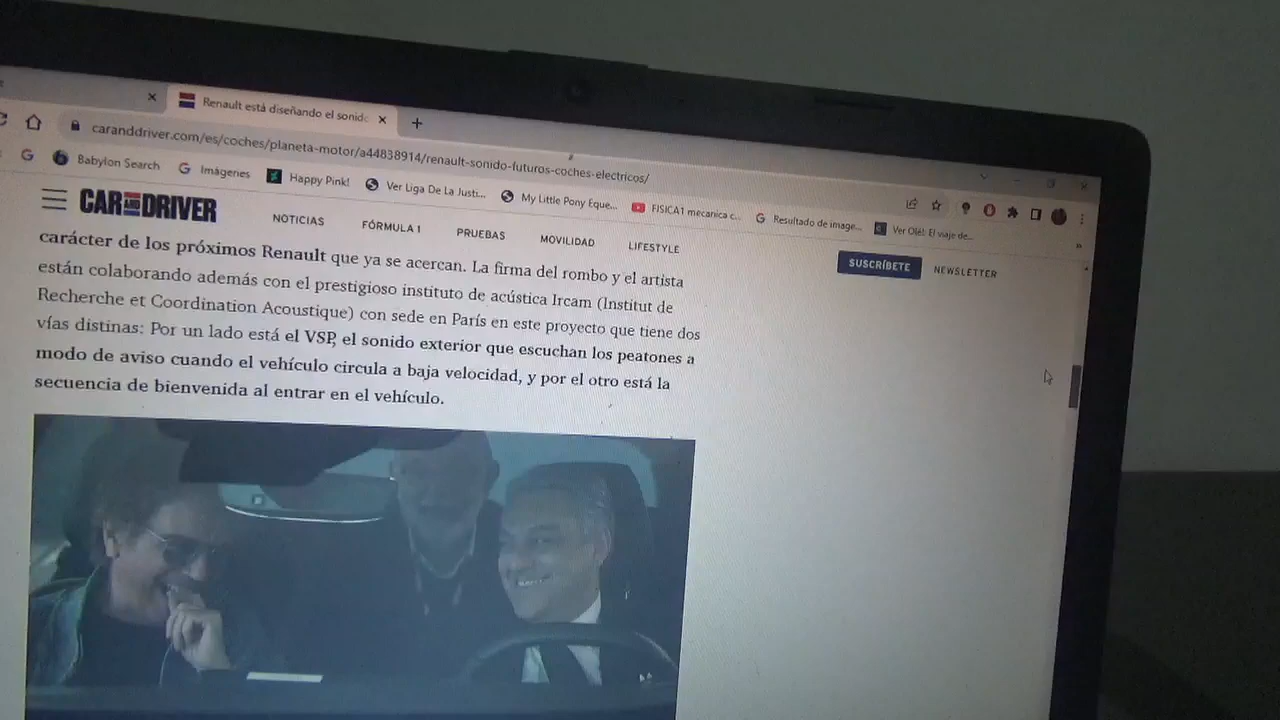 Renault está diseñando el sonido
caranddriver.com/es/coches/planeta-motor/a44838914/renault-sonido-futuros-coches-electricos/
Babylon Search
Imágenes
Happy Pink!
Ver Liga De La Justi...
My Little Pony Eque...
FISICA1 mecanica c...
Resultado de image...
Ver Olé!: El viaje de...
CAR AND DRIVER
NOTICIAS
FÓRMULA 1
PRUEBAS
MOVILIDAD
LIFESTYLE
SUSCRÍBETE
NEWSLETTER
carácter de los próximos Renault que ya se acercan. La firma del rombo y el artista
están colaborando además con el prestigioso instituto de acústica Ircam (Institut de
Recherche et Coordination Acoustique) con sede en París en este proyecto que tiene dos
vías distinas: Por un lado está el VSP, el sonido exterior que escuchan los peatones a
modo de aviso cuando el vehículo circula a baja velocidad, y por el otro está la
secuencia de bienvenida al entrar en el vehículo.